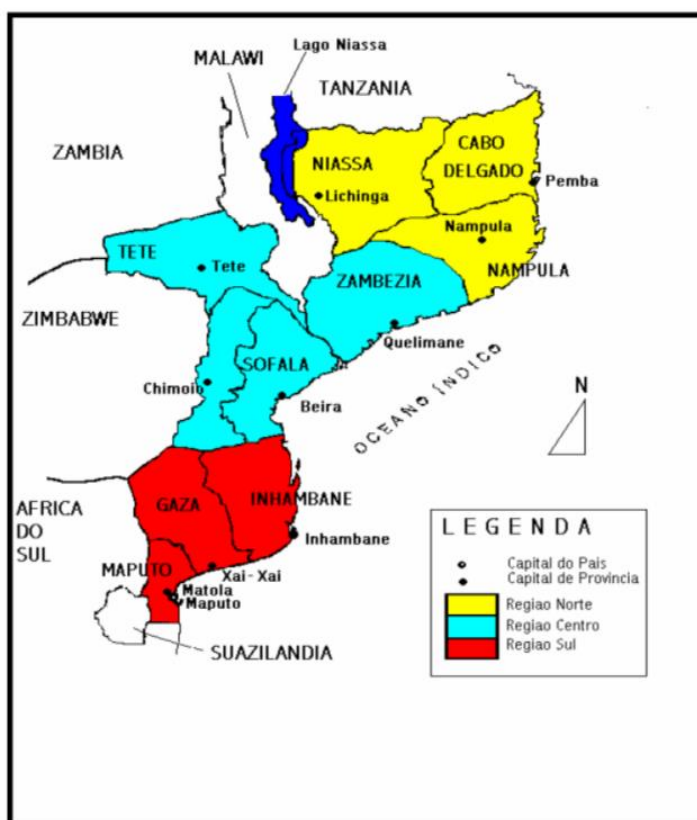 Lago Niassa
MALAWI
TANZANIA
ZAMBIA
CABO
DELGADO
NIASSA
Pemba
Lichinga
Nampula
TETE
Tete
NAMPULA
ZAMBEZIA
ZIMBABWE
Quelimane
SOFALA
Chimoio
Beira
OCEANO ÍNDICO
N
INHAMBANE
GAZA
AFRICA
DO
SUL
Inhambane
MAPUTO
Xai-Xai
Matola
Maputo
SUAZILANDIA
LEGENDA
Capital do Pais
Capital de Provincia
Regiao Norte
Regiao Centro
Regiao Sul